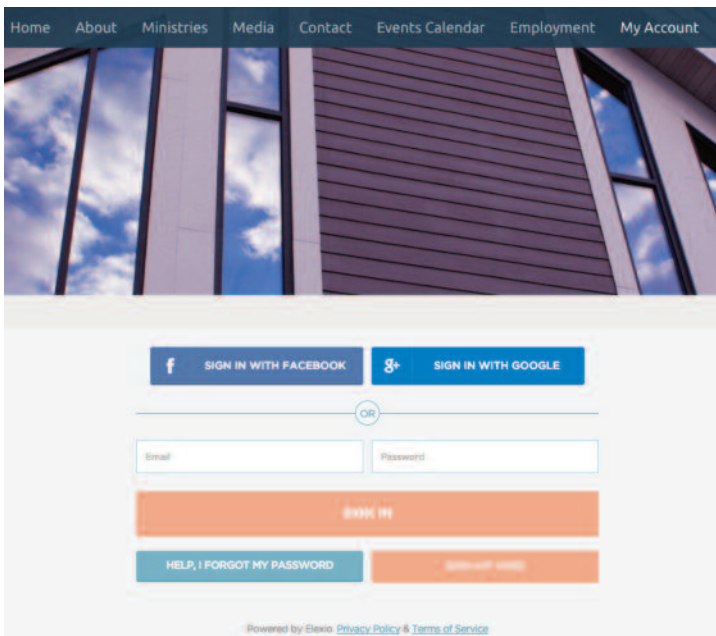 Home About Ministries Media Contact Events Calendar Employment My Account
f SIGN IN WITH FACEBOOK g+ SIGN IN WITH GOOGLE
OR
Email Password
SIGN IN
HELP, I FORGOT MY PASSWORD
Powered by Elexio Privacy Policy & Terms of Service